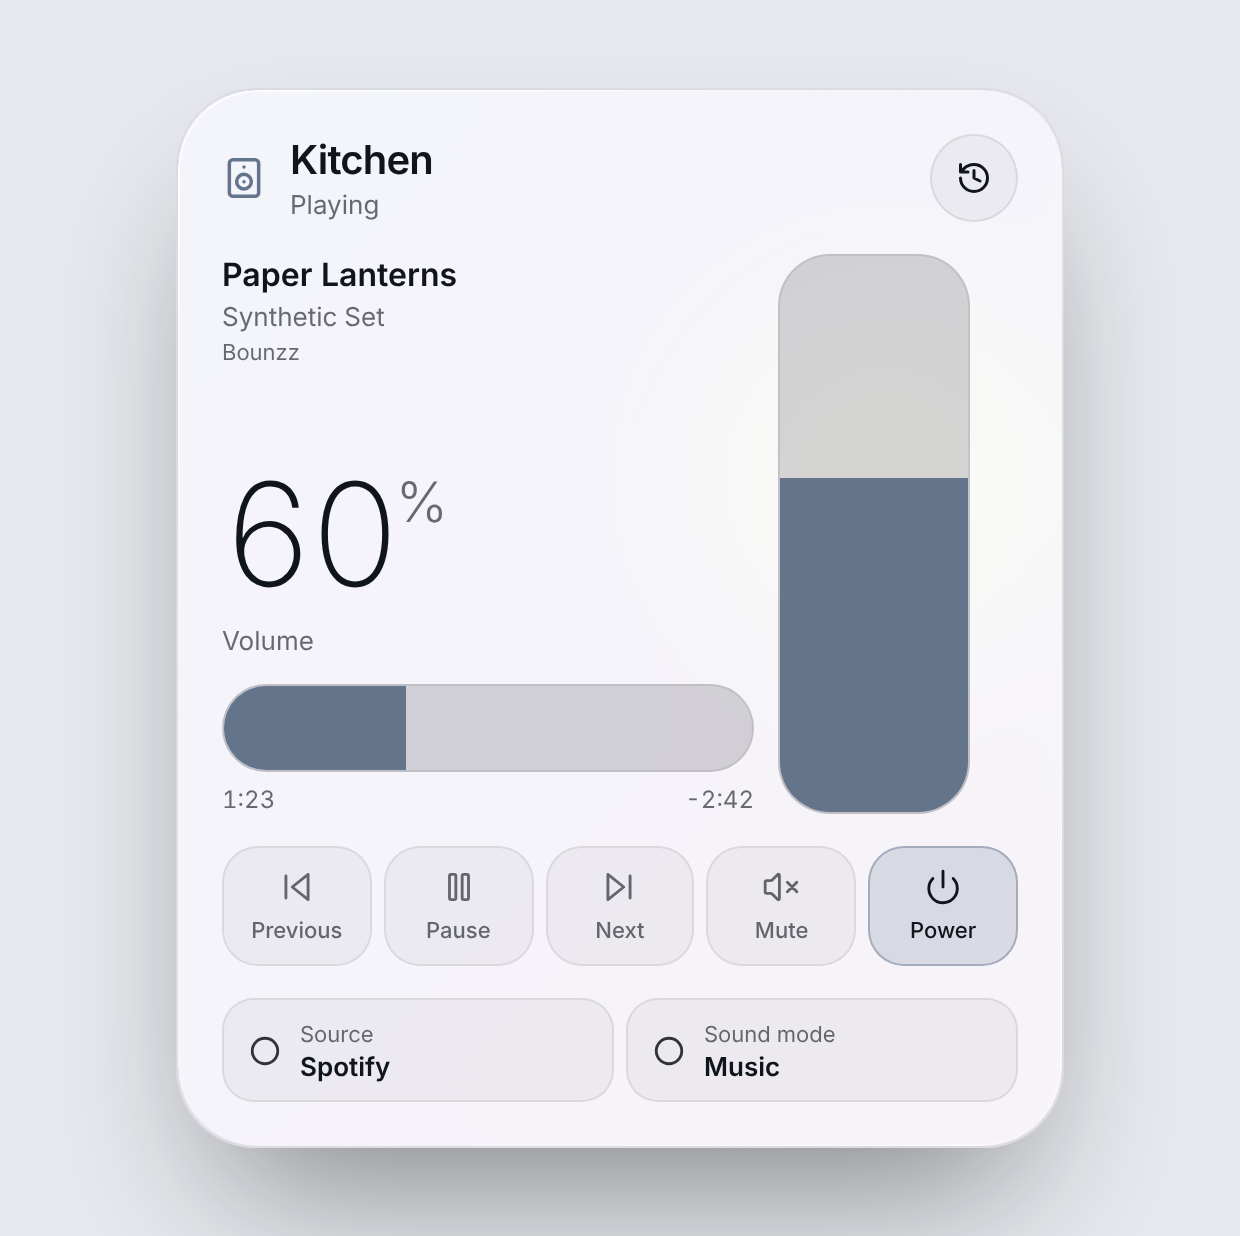 Kitchen
Playing
Paper Lanterns
Synthetic Set
Bounzz
60%
Volume
1:23
-2:42
Previous
Pause
Next
Mute
Power
Source
Spotify
Sound mode
Music